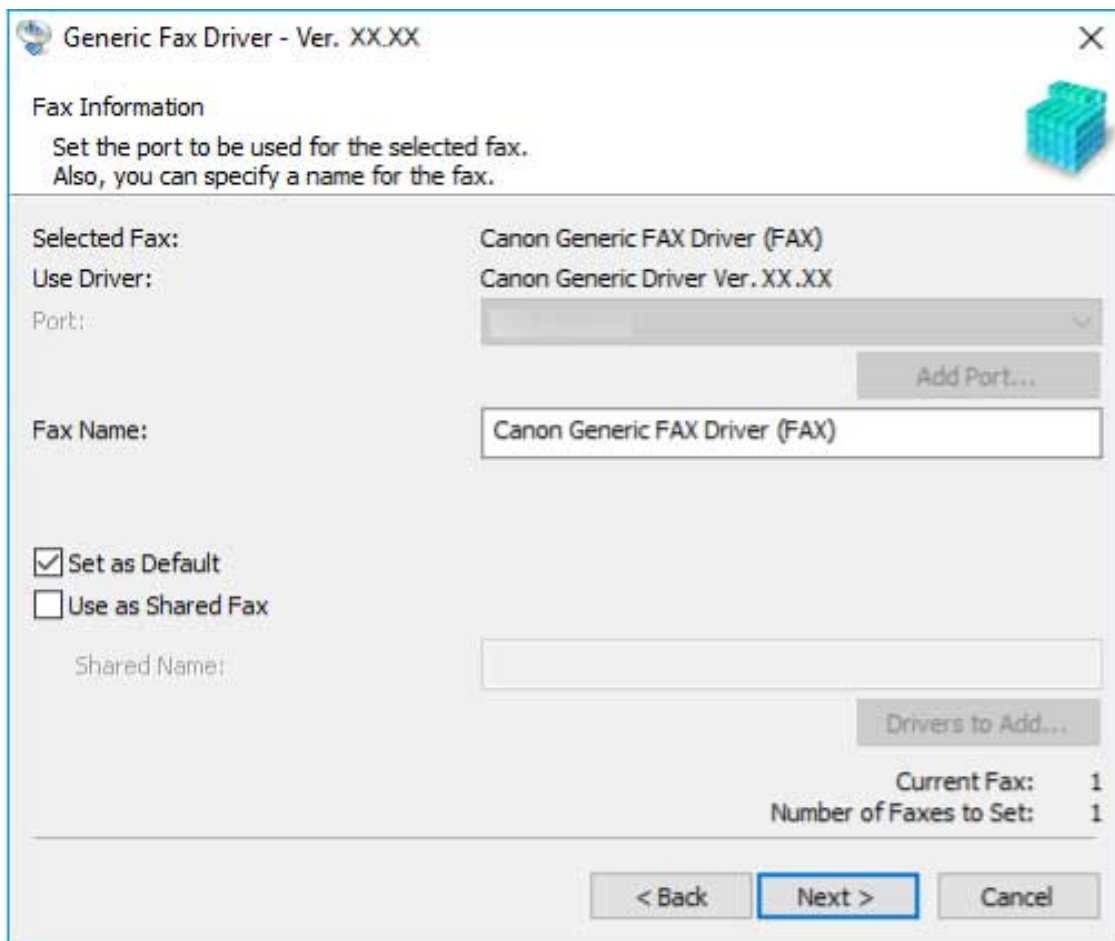 Generic Fax Driver - Ver. XX.XX
Fax Information
Set the port to be used for the selected fax.
Also, you can specify a name for the fax.
Selected Fax: Canon Generic FAX Driver (FAX)
Use Driver: Canon Generic Driver Ver. XX.XX
Port:
Add Port...
Fax Name: Canon Generic FAX Driver (FAX)
Set as Default
Use as Shared Fax
Shared Name:
Drivers to Add...
Current Fax: 1
Number of Faxes to Set: 1
< Back Next > Cancel